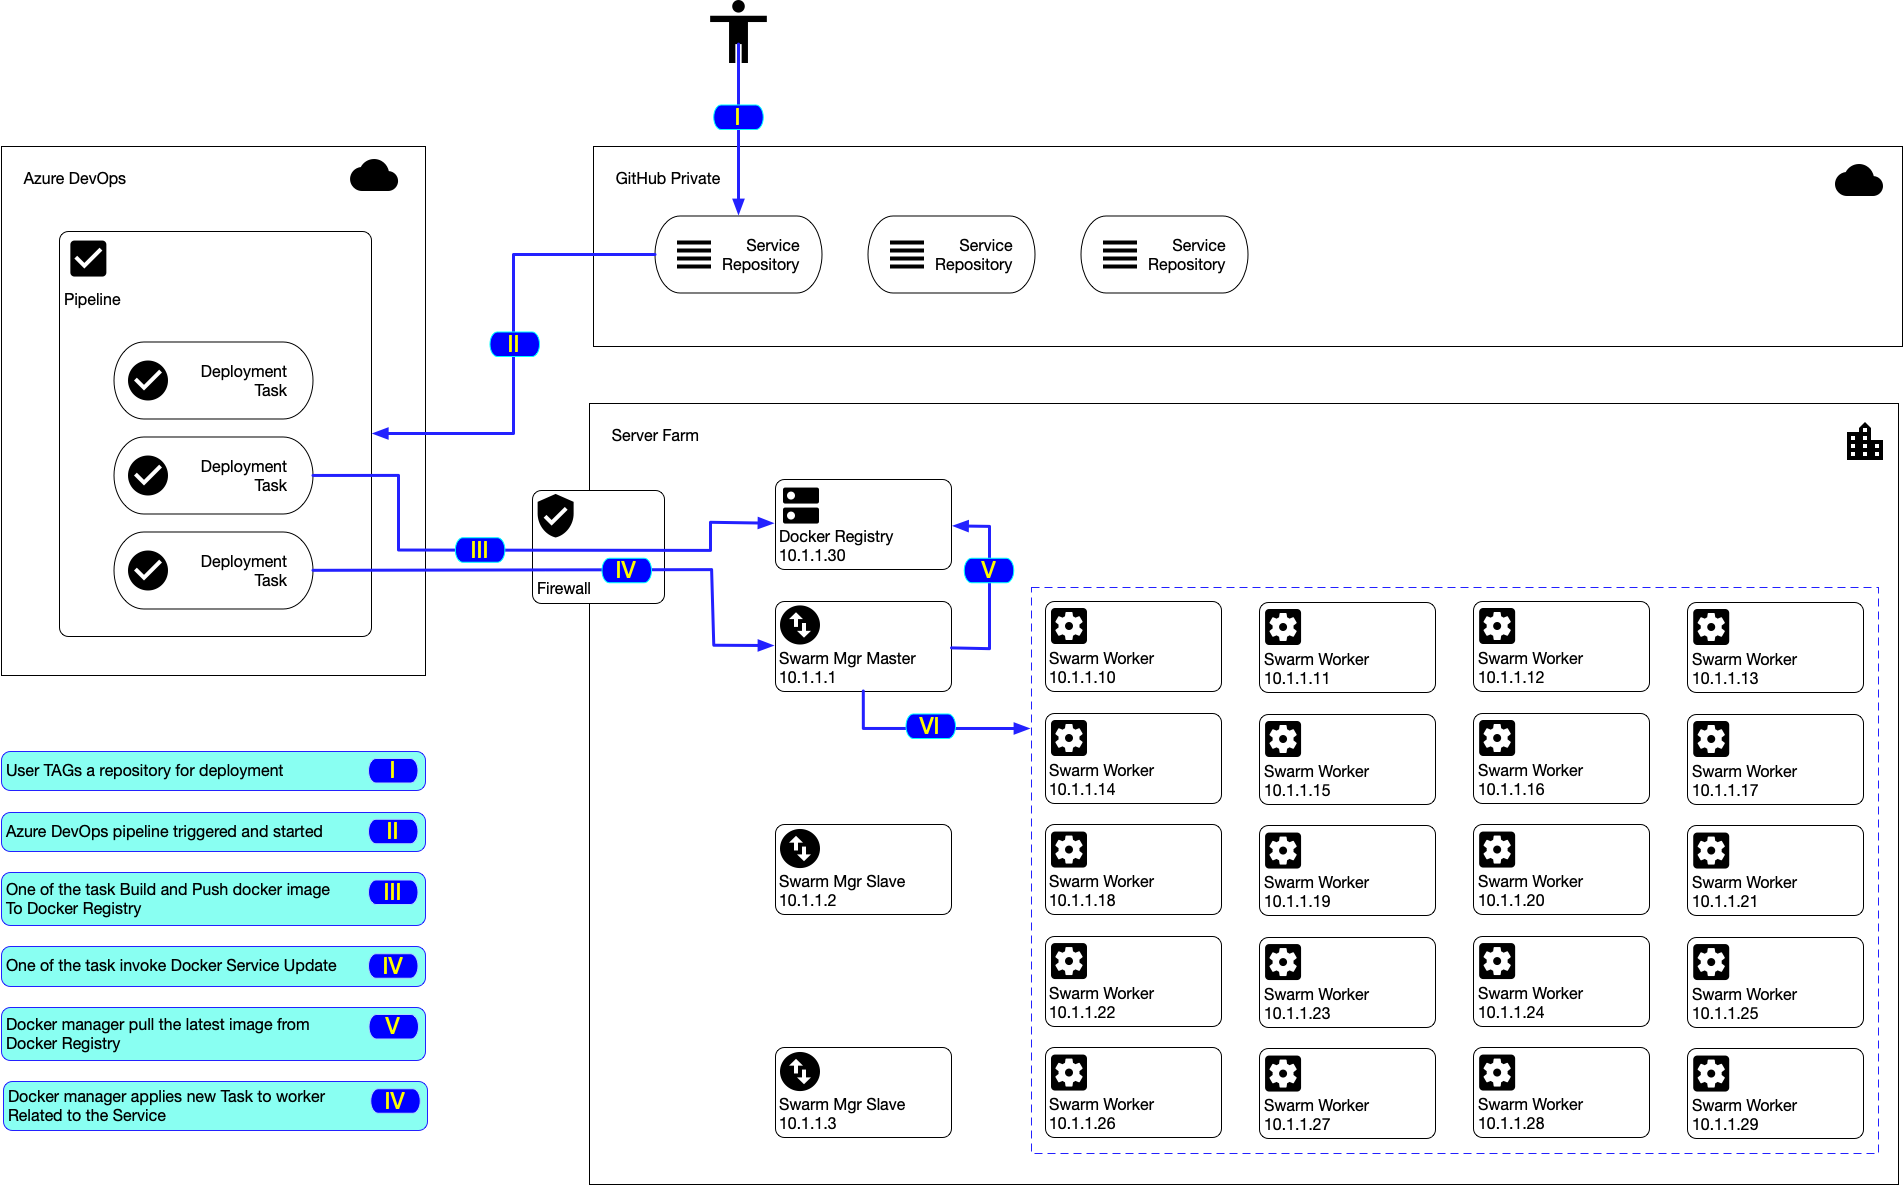 I
Azure DevOps
GitHub Private
Service
Repository
Service
Repository
Service
Repository
Pipeline
II
Deployment
Task
Deployment
Task
Deployment
Task
Server Farm
III
IV
Firewall
Docker Registry
10.1.1.30
V
Swarm Mgr Master
10.1.1.1
VI
Swarm Mgr Slave
10.1.1.2
Swarm Mgr Slave
10.1.1.3
Swarm Worker
10.1.1.10
Swarm Worker
10.1.1.11
Swarm Worker
10.1.1.12
Swarm Worker
10.1.1.13
Swarm Worker
10.1.1.14
Swarm Worker
10.1.1.15
Swarm Worker
10.1.1.16
Swarm Worker
10.1.1.17
Swarm Worker
10.1.1.18
Swarm Worker
10.1.1.19
Swarm Worker
10.1.1.20
Swarm Worker
10.1.1.21
Swarm Worker
10.1.1.22
Swarm Worker
10.1.1.23
Swarm Worker
10.1.1.24
Swarm Worker
10.1.1.25
Swarm Worker
10.1.1.26
Swarm Worker
10.1.1.27
Swarm Worker
10.1.1.28
Swarm Worker
10.1.1.29
User TAGs a repository for deployment I
Azure DevOps pipeline triggered and started II
One of the task Build and Push docker image III
To Docker Registry
One of the task invoke Docker Service Update IV
Docker manager pull the latest image from V
Docker Registry
Docker manager applies new Task to worker IV
Related to the Service